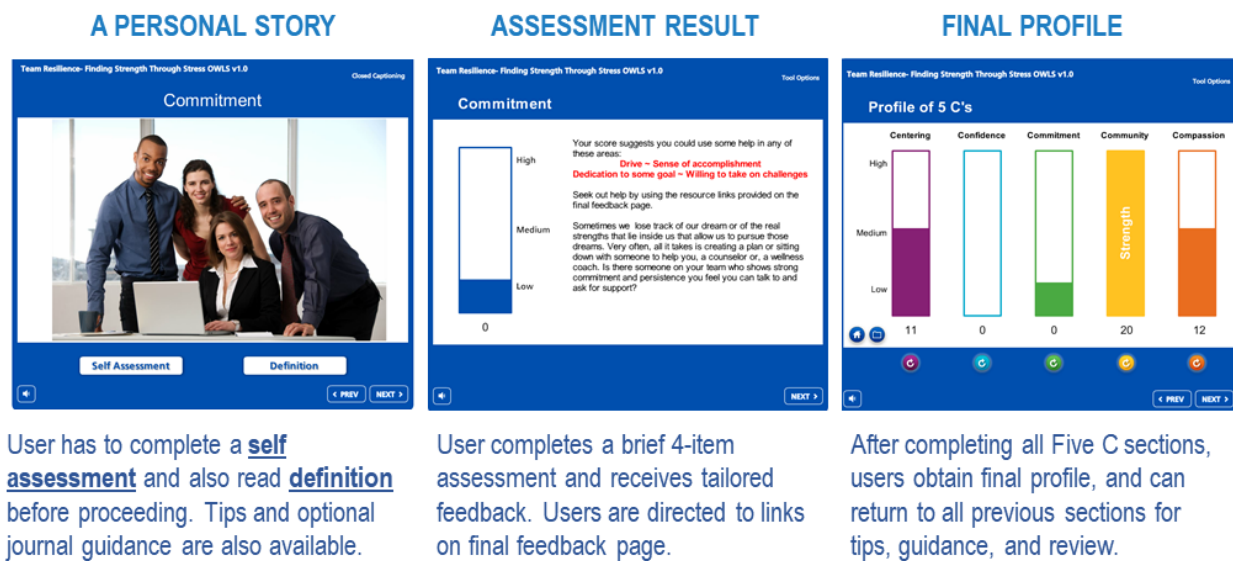 A PERSONAL STORY
Team Resilience- Finding Strength Through Stress OWLS v1.0
Closed Captioning
Commitment
Self Assessment
Definition
< PREV
NEXT >
User has to complete a self
assessment and also read definition
before proceeding. Tips and optional
journal guidance are also available.
ASSESSMENT RESULT
Team Resilience- Finding Strength Through Stress OWLS v1.0
Tool Options
Commitment
High
Medium
Low
0
Your score suggests you could use some help in any of
these areas:
Drive ~ Sense of accomplishment
Dedication to some goal ~ Willing to take on challenges
Seek out help by using the resource links provided on the
final feedback page.
Sometimes we lose track of our dream or of the real
strengths that lie inside us that allow us to pursue those
dreams. Very often, all it takes is creating a plan or sitting
down with someone to help you, a counselor or, a wellness
coach. Is there someone on your team who shows strong
commitment and persistence you feel you can talk to and
ask for support?
NEXT >
User completes a brief 4-item
assessment and receives tailored
feedback. Users are directed to links
on final feedback page.
FINAL PROFILE
Team Resilience- Finding Strength Through Stress OWLS v1.0
Tool Options
Profile of 5 C's
Centering Confidence Commitment Community Compassion
High
Medium
Low
Strength
11 0 0 20 12
< PREV
NEXT >
After completing all Five C sections,
users obtain final profile, and can
return to all previous sections for
tips, guidance, and review.